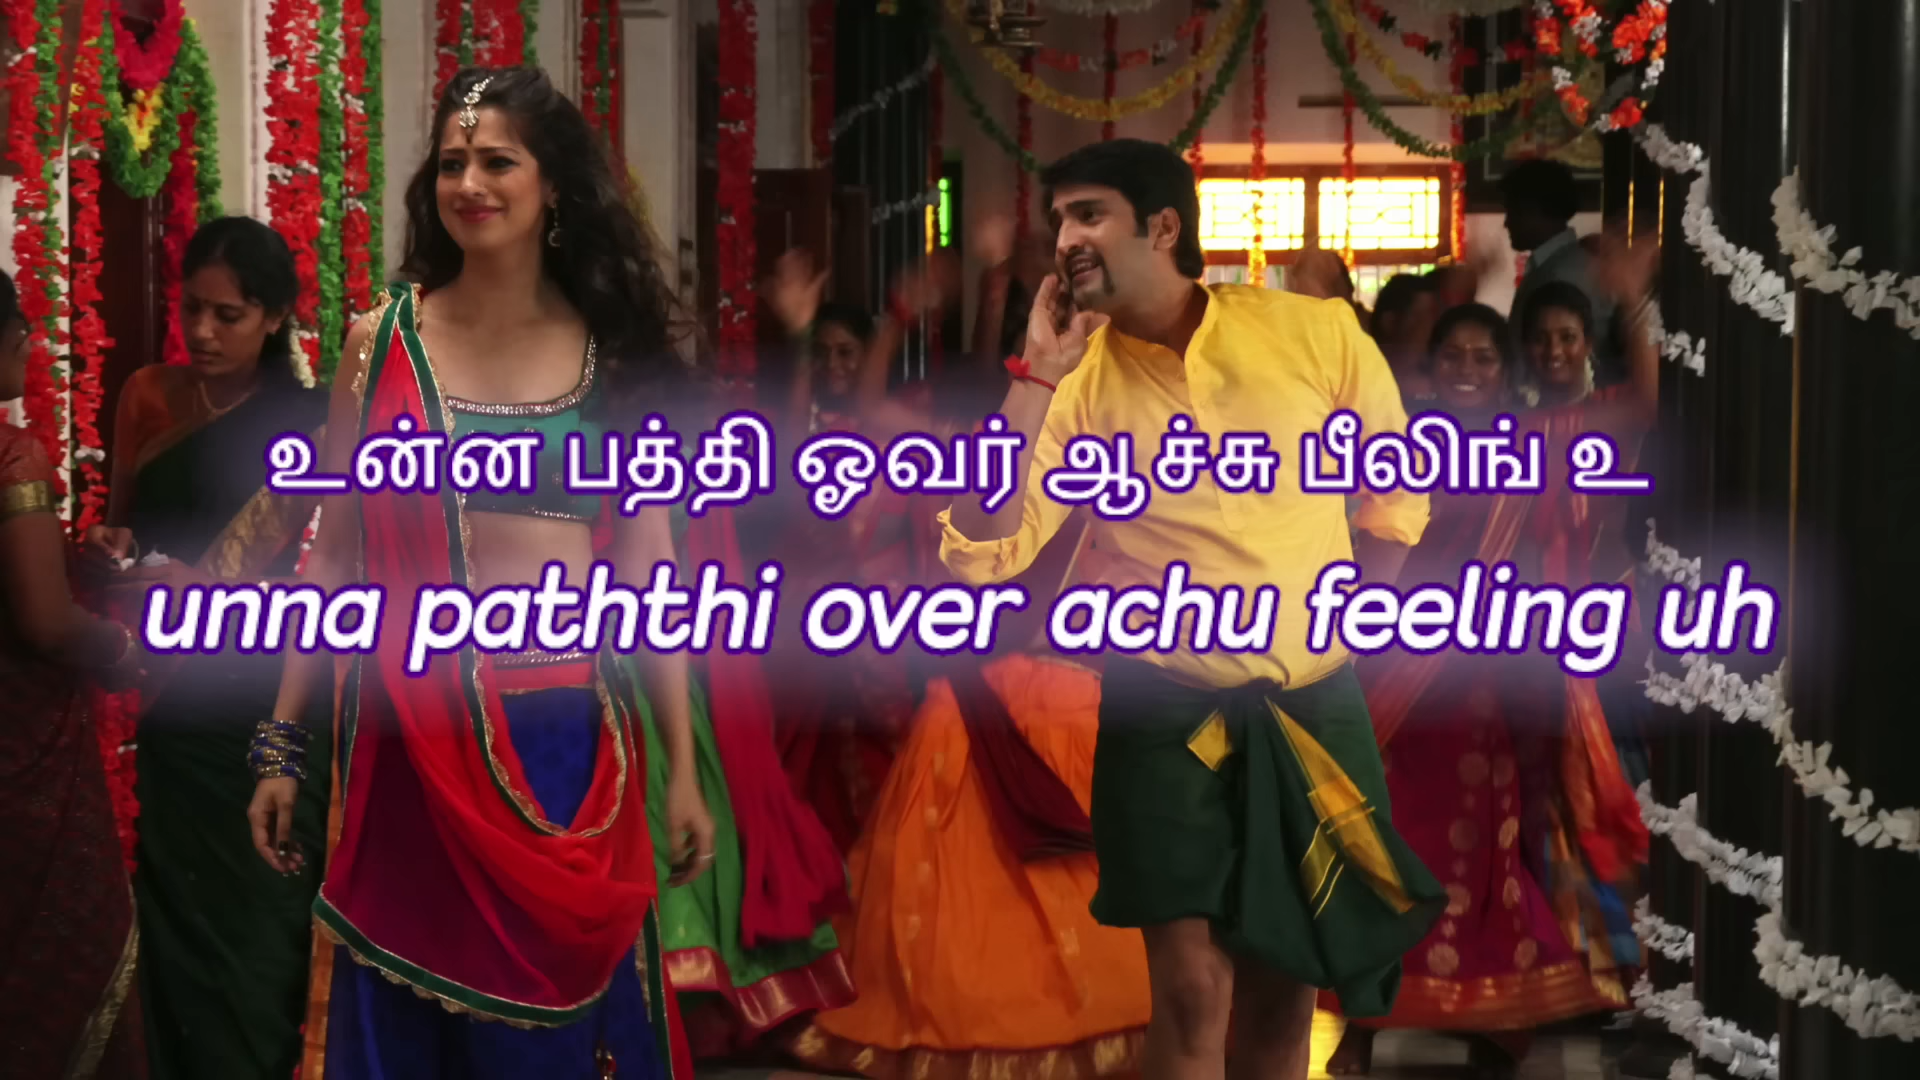 உன்ன பத்தி ஓவர் ஆச்சு பீலிங் உ
unna paththi over achu feeling uh